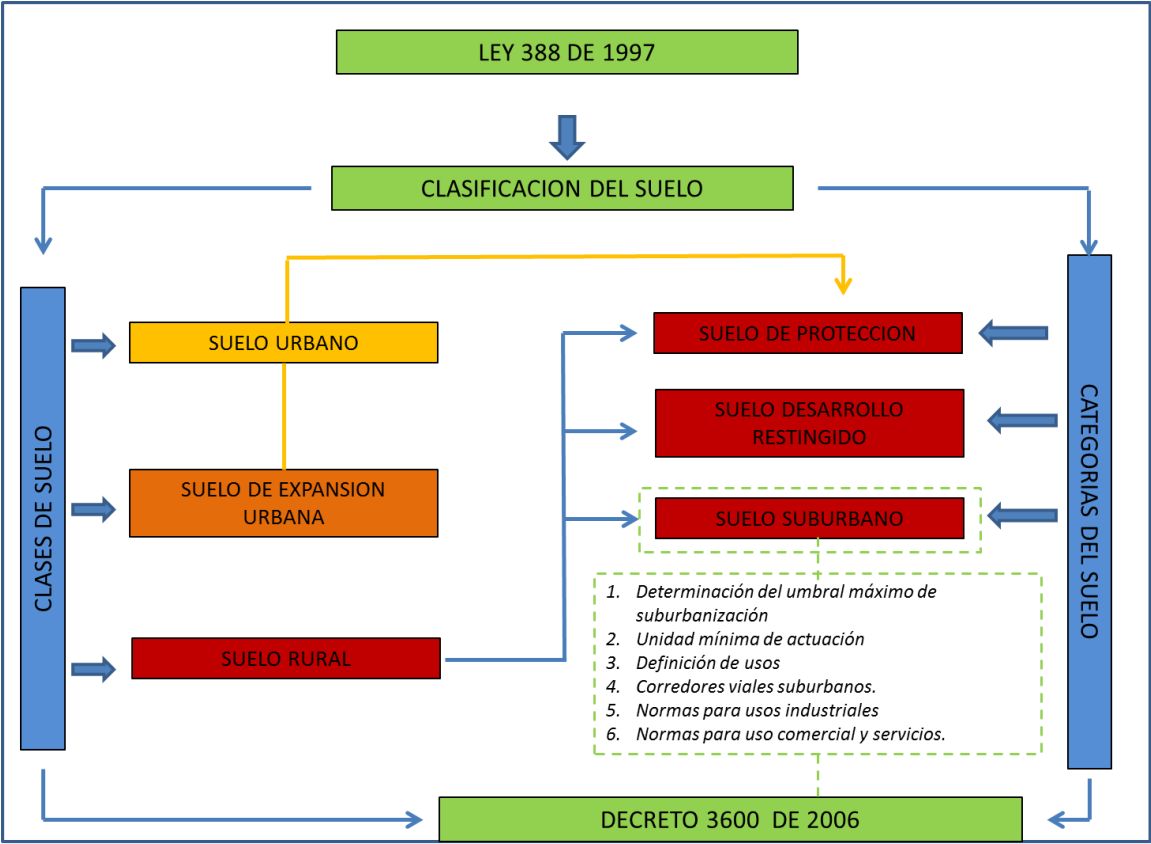 LEY 388 DE 1997
CLASIFICACION DEL SUELO
CLASES DE SUELO
SUELO URBANO
SUELO DE EXPANSION
URBANA
SUELO RURAL
SUELO DE PROTECCION
SUELO DESARROLLO
RESTINGIDO
SUELO SUBURBANO
CATEGORIAS DEL SUELO
1. Determinación del umbral máximo de
suburbanización
2. Unidad mínima de actuación
3. Definición de usos
4. Corredores viales suburbanos.
5. Normas para usos industriales
6. Normas para uso comercial y servicios.
DECRETO 3600 DE 2006